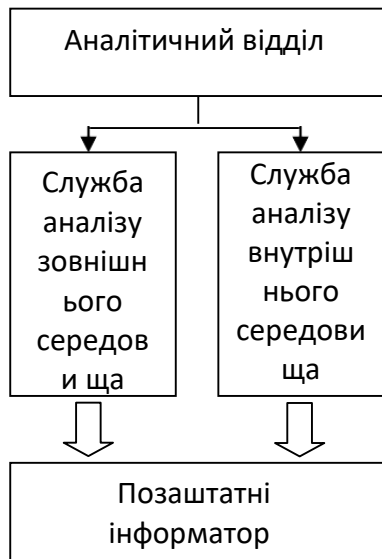 Аналітичний відділ
Служба
аналізу
зовнішн
ього
середов
и ща
Служба
аналізу
внутріш
нього
середови
ща
Позаштатні
інформатор